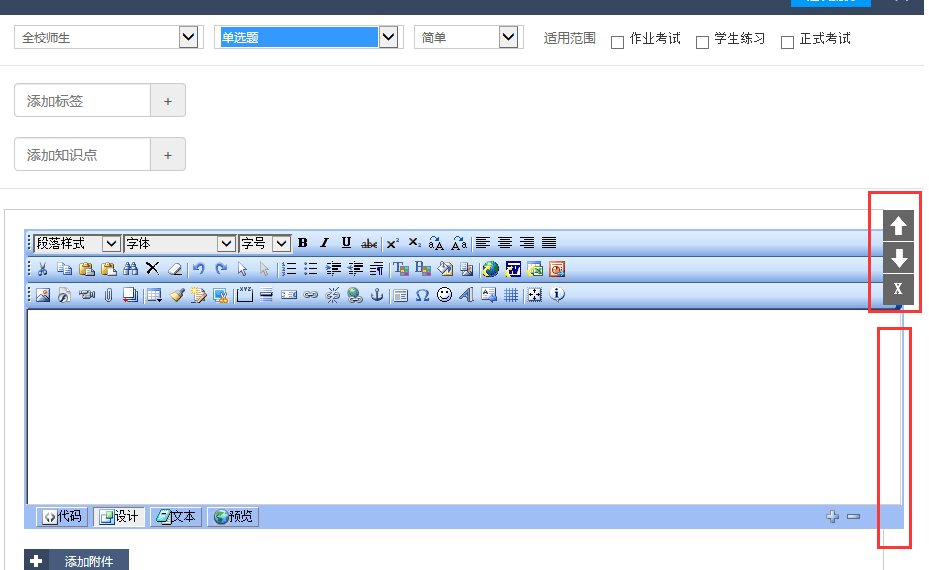 全校师生 单选题 简单 适用范围 作业考试 学生练习 正式考试
添加标签 +
添加知识点 +
段落样式 字体 字号 B I U abc
X
代码 设计 文本 预览
添加附件